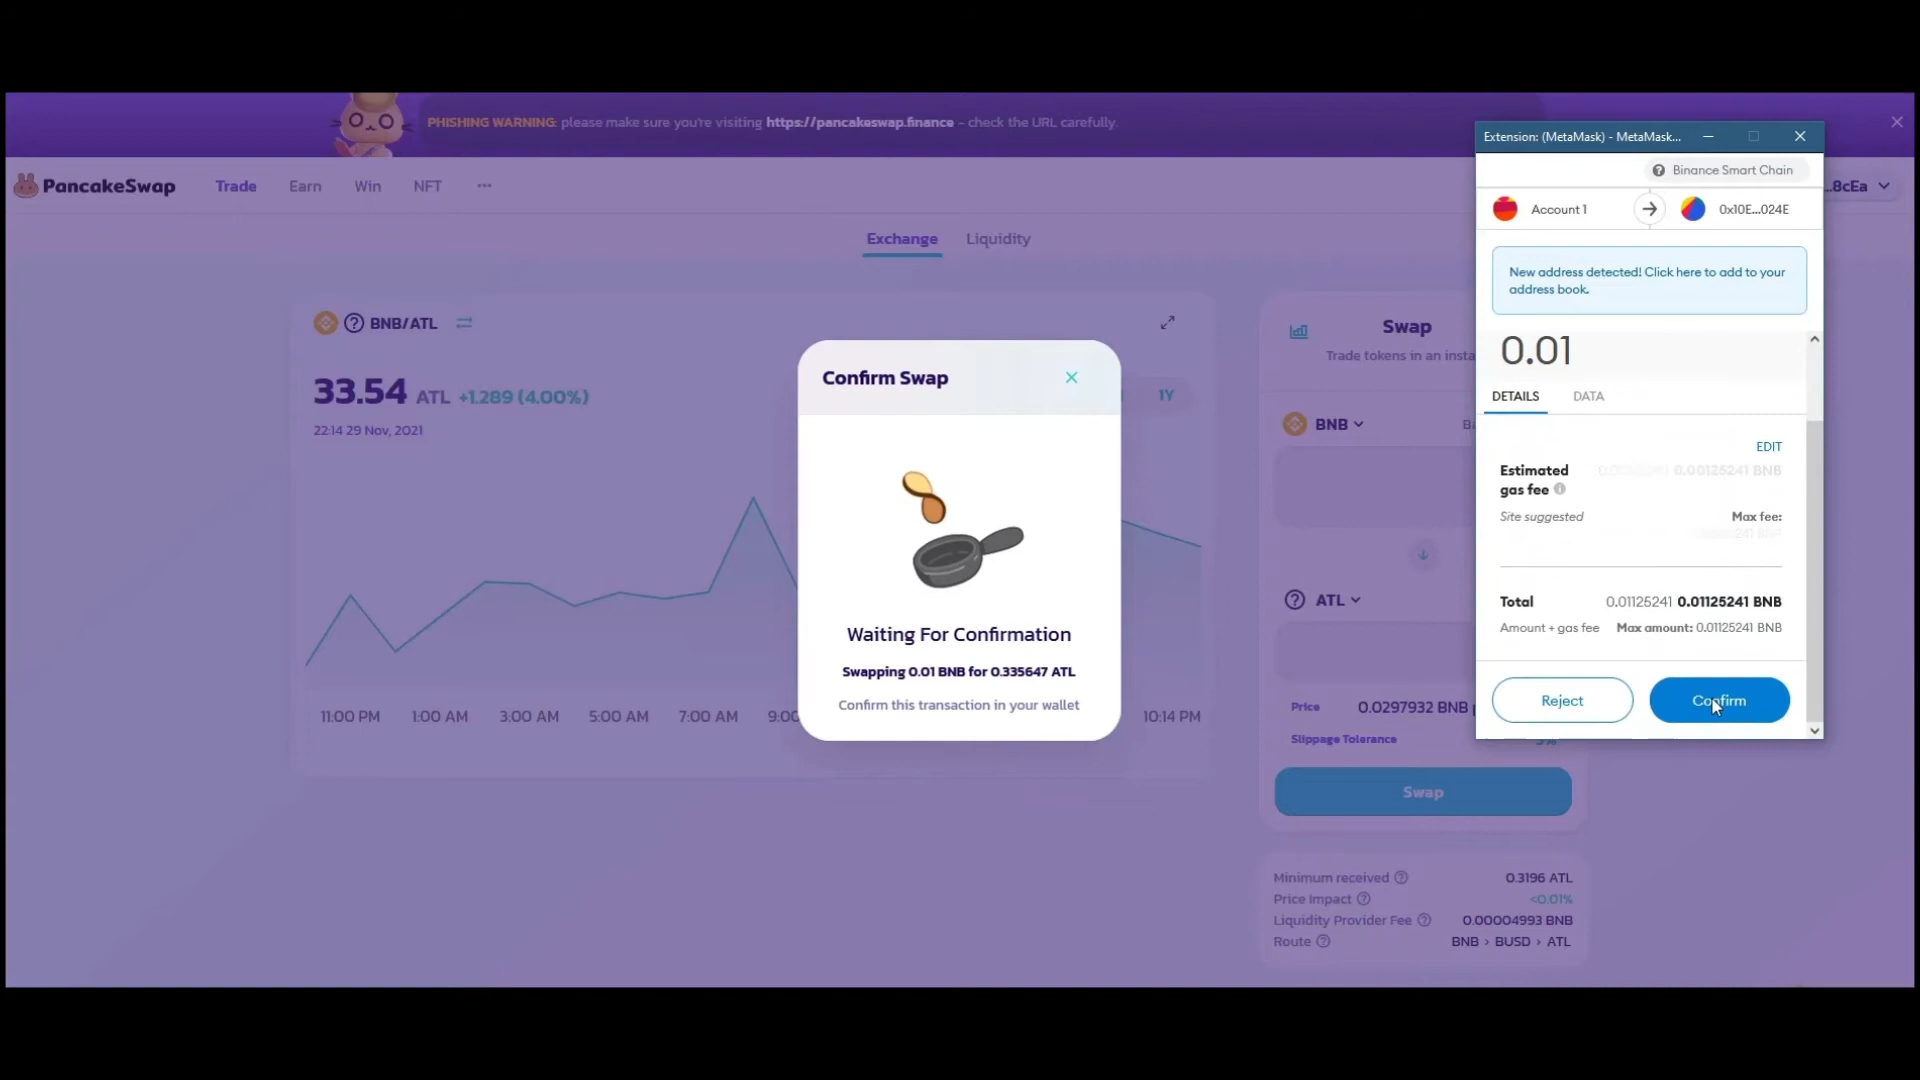 PHISHING WARNING: please make sure you're visiting https://pancakeswap.finance - check the URL carefully.
PancakeSwap
Trade
Earn
Win
NFT
...8cEa
Exchange
Liquidity
BNB/ATL
33.54 ATL +1.289 (4.00%)
22:14 29 Nov, 2021
1Y
11:00 PM
1:00 AM
3:00 AM
5:00 AM
7:00 AM
10:14 PM
Confirm Swap
Waiting For Confirmation
Swapping 0.01 BNB for 0.335647 ATL
Confirm this transaction in your wallet
Swap
Trade tokens in an
BNB
ATL
Price
0.0297932 BNB
Slippage Tolerance
Swap
Minimum received
0.3196 ATL
Price Impact
<0.01%
Liquidity Provider Fee
0.00004993 BNB
Route
BNB > BUSD > ATL
Extension: (MetaMask) - MetaMask...
Binance Smart Chain
Account 1
0x10E...024E
New address detected! Click here to add to your
address book.
0.01
DETAILS
DATA
EDIT
Estimated
gas fee
0.00125241 BNB
Site suggested
Max fee:
Total
0.01125241 0.01125241 BNB
Amount + gas fee
Max amount: 0.01125241 BNB
Reject
Confirm